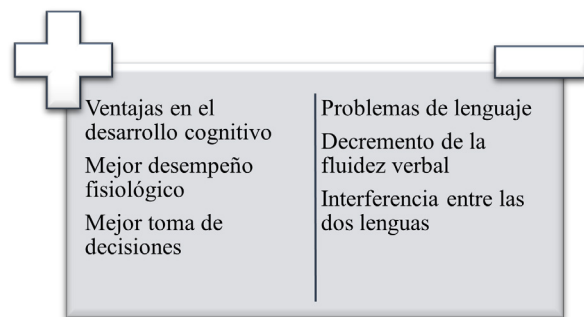 Ventajas en el
desarrollo cognitivo
Mejor desempeño
fisiológico
Mejor toma de
decisiones
Problemas de lenguaje
Decremento de la
fluidez verbal
Interferencia entre las
dos lenguas